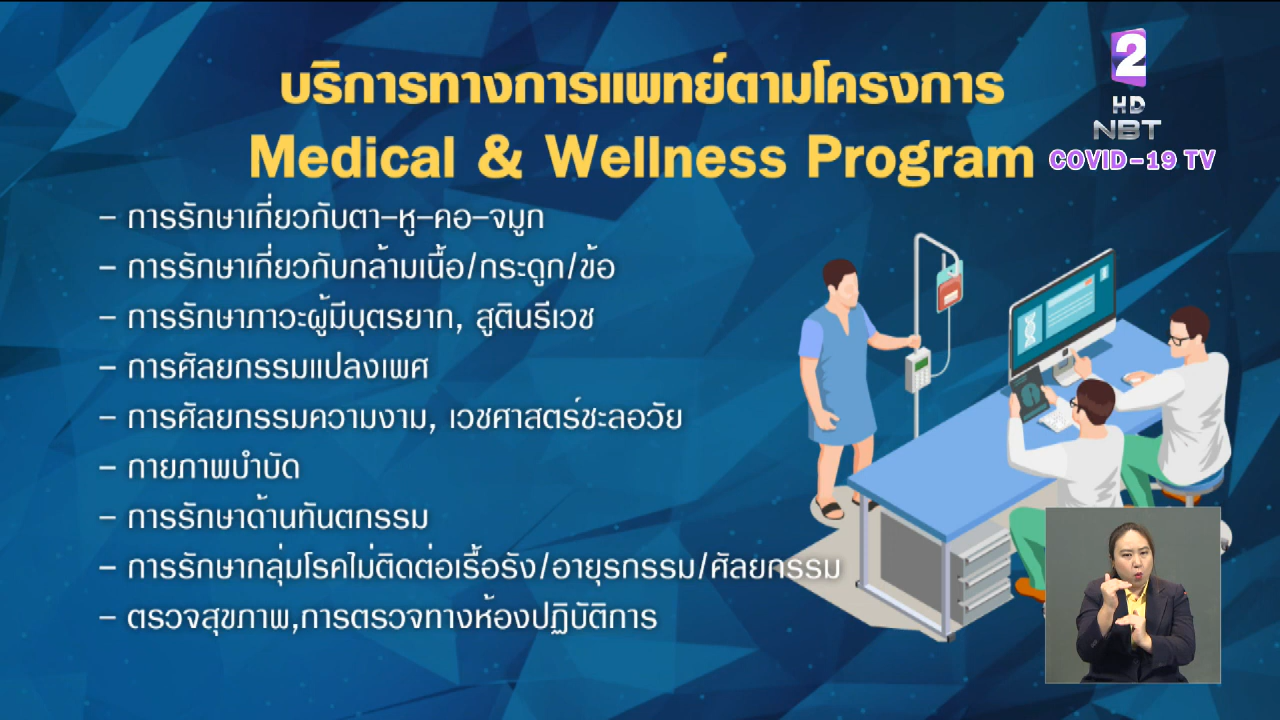 บริการทางการแพทย์ตามโครงการ
Medical & Wellness Program
2
HD
NBT
COVID-19 TV
- การรักษาเกี่ยวกับตา-หู-คอ-จมูก
- การรักษาเกี่ยวกับกล้ามเนื้อ/กระดูก/ข้อ
- การรักษาภาวะผู้มีบุตรยาก, สูตินรีเวช
- การศัลยกรรมแปลงเพศ
- การศัลยกรรมความงาม, เวชศาสตร์ชะลอวัย
- กายภาพบำบัด
- การรักษาด้านทันตกรรม
- การรักษากลุ่มโรคไม่ติดต่อเรื้อรัง/อายุรกรรม/ศัลยกรรม
- ตรวจสุขภาพ,การตรวจทางห้องปฏิบัติการ